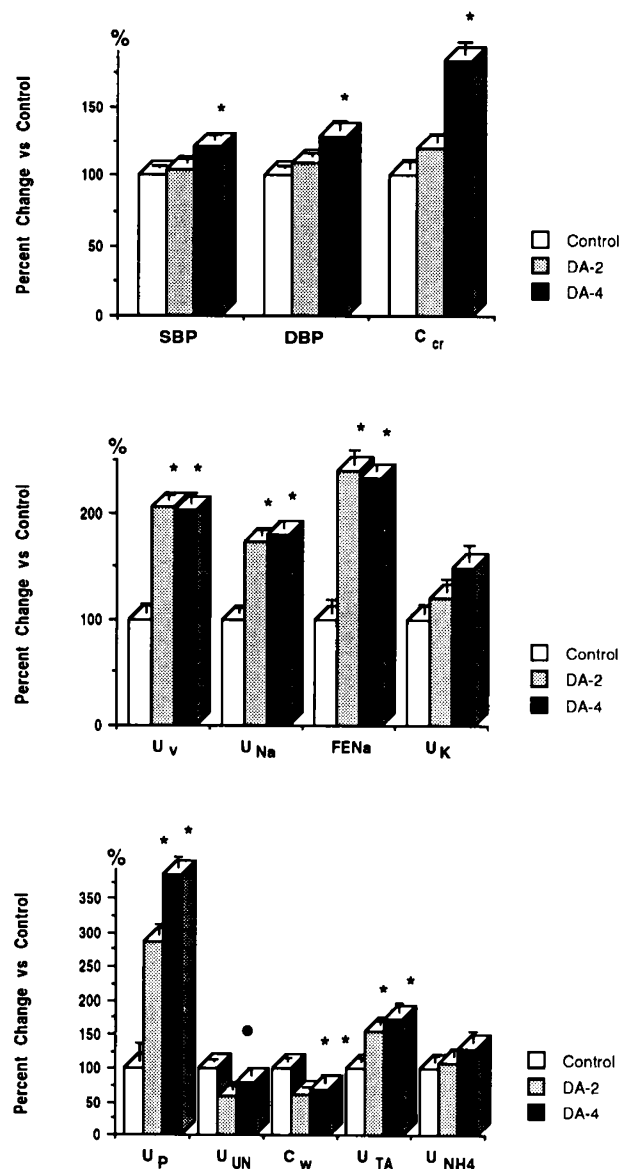 %
Percent Change vs Control
150
100
50
0
* * *
SBP DBP C cr
Control
DA-2
DA-4
%
Percent Change vs Control
200
100
0
* * * * * *
U V U Na FENa U K
Control
DA-2
DA-4
%
Percent Change vs Control
350
300
250
200
150
100
50
0
* * ● * * * *
U P U UN C W U TA U NH4
Control
DA-2
DA-4